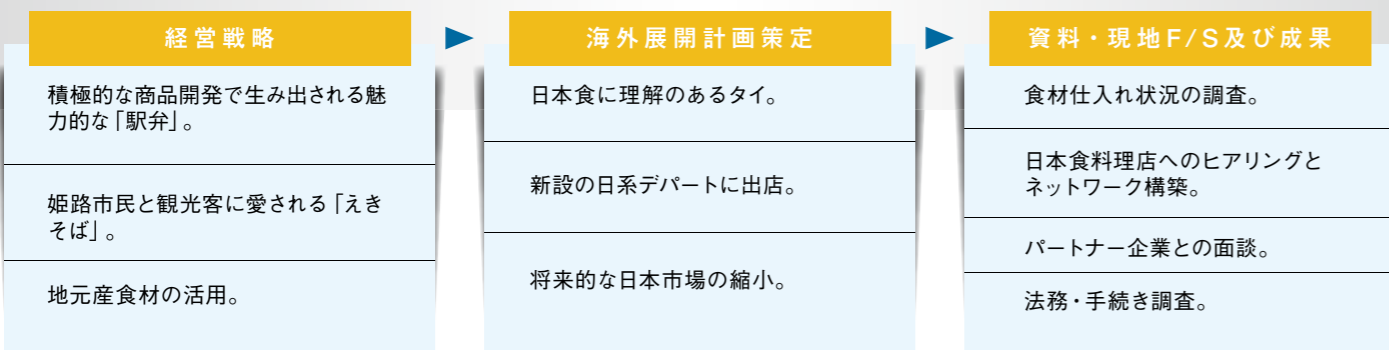 経営戦略
積極的な商品開発で生み出される魅
力的な「駅弁」。
姫路市民と観光客に愛される「えき
そば」。
地元産食材の活用。
海外展開計画策定
日本食に理解のあるタイ。
新設の日系デパートに出店。
将来的な日本市場の縮小。
資料・現地F/S及び成果
食材仕入れ状況の調査。
日本食料理店へのヒアリングと
ネットワーク構築。
パートナー企業との面談。
法務・手続き調査。